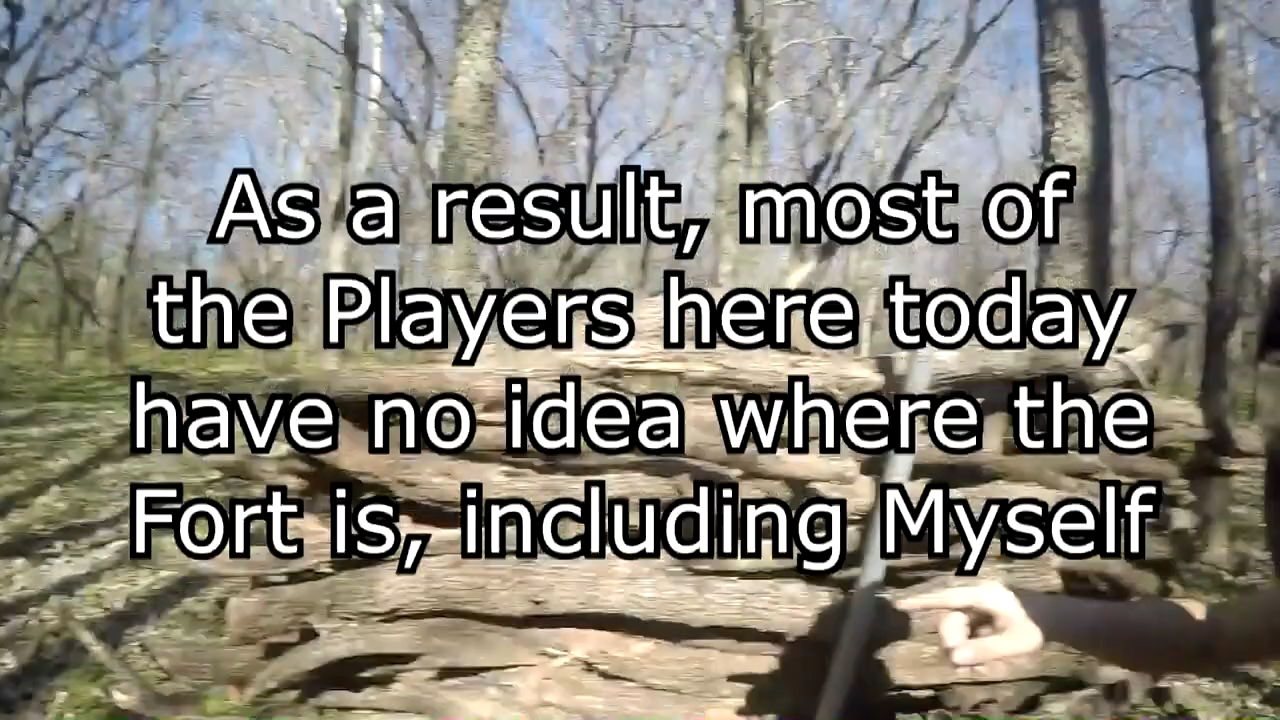 As a result, most of
the Players here today
have no idea where the
Fort is, including Myself